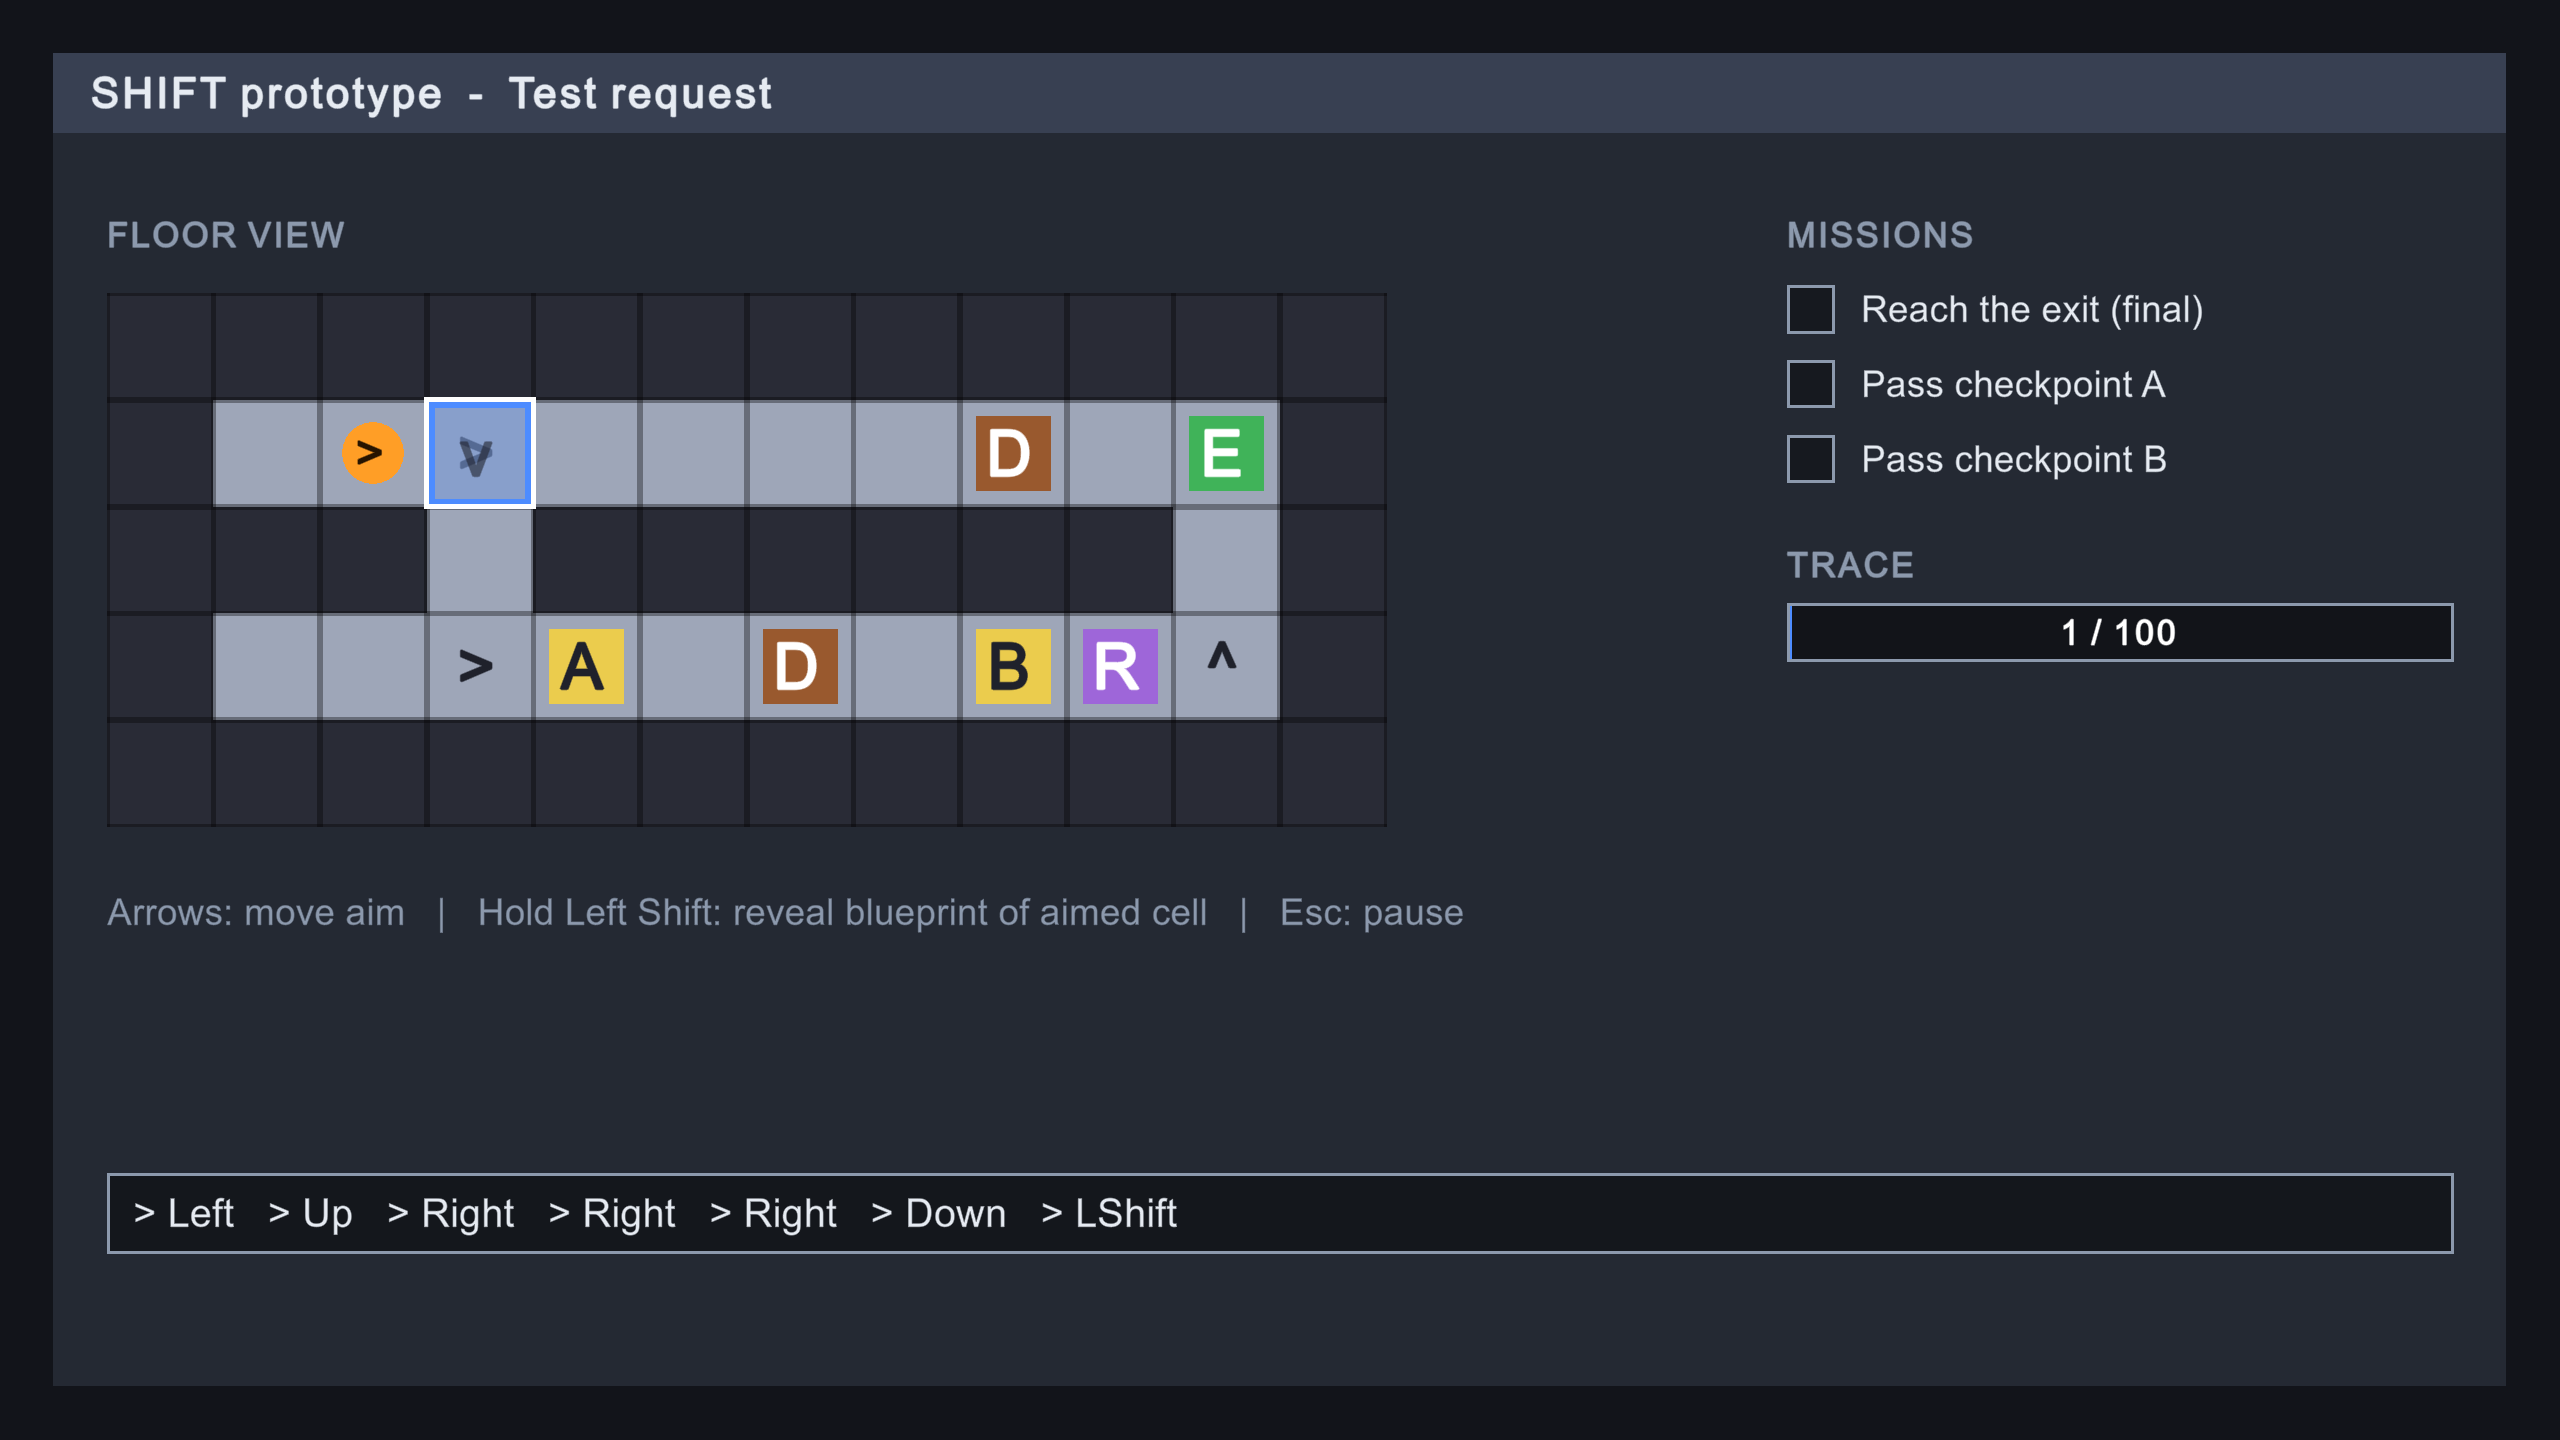 SHIFT prototype - Test request
FLOOR VIEW
MISSIONS
Reach the exit (final)
> D E
Pass checkpoint A
Pass checkpoint B
TRACE
1 / 100
> A D B R ^
Arrows: move aim | Hold Left Shift: reveal blueprint of aimed cell | Esc: pause
> Left > Up > Right > Right > Right > Down > LShift